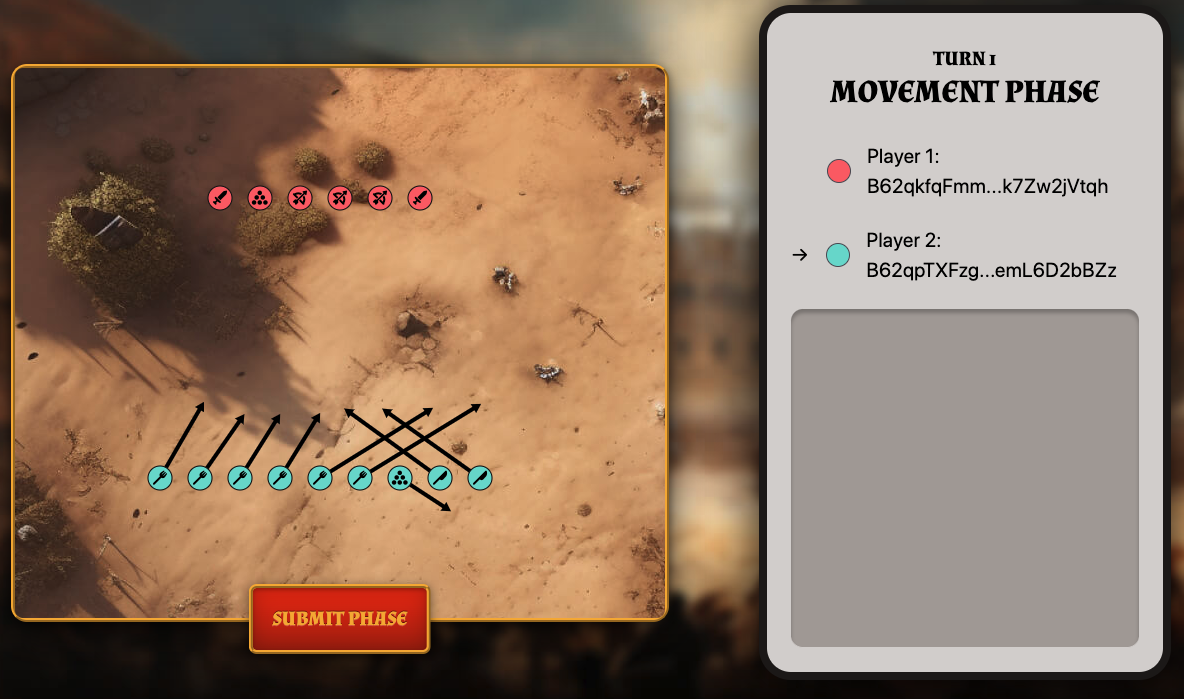 TURN 1
MOVEMENT PHASE
Player 1:
B62qkfqFmm...k7Zw2jVtqh
→ Player 2:
B62qpTXFzg...emL6D2bBZz
SUBMIT PHASE